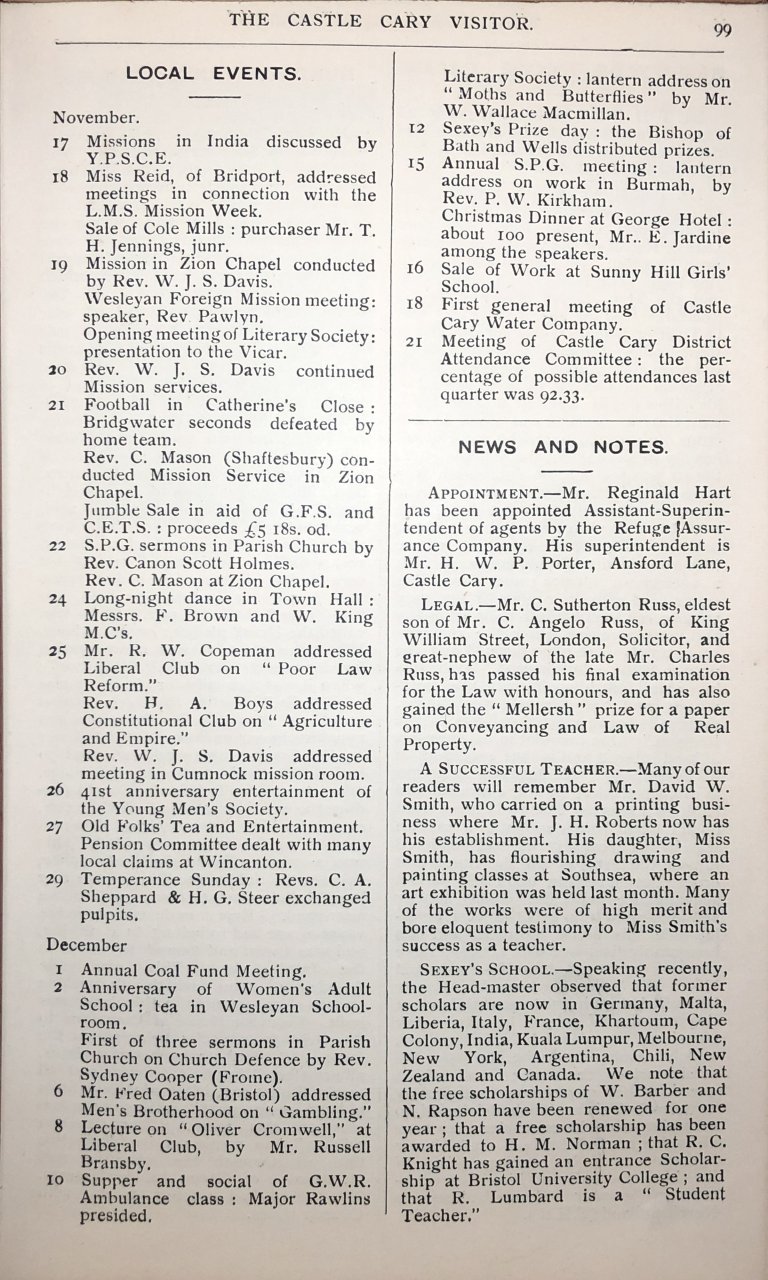 THE CASTLE CARY VISITOR.
99
LOCAL EVENTS.
November.
17 Missions in India discussed by
Y.P.S.C.E.
18 Miss Reid, of Bridport, addressed
meetings in connection with the
L.M.S. Mission Week.
Sale of Cole Mills : purchaser Mr. T.
H. Jennings, junr.
19 Mission in Zion Chapel conducted
by Rev. W. J. S. Davis.
Wesleyan Foreign Mission meeting:
speaker, Rev Pawlyn.
Opening meeting of Literary Society:
presentation to the Vicar.
20 Rev. W. J. S. Davis continued
Mission services.
21 Football in Catherine's Close :
Bridgwater seconds defeated by
home team.
Rev. C. Mason (Shaftesbury) con-
ducted Mission Service in Zion
Chapel.
Jumble Sale in aid of G.F.S. and
C.E.T.S. : proceeds £5 18s. od.
22 S.P.G. sermons in Parish Church by
Rev. Canon Scott Holmes.
Rev. C. Mason at Zion Chapel.
24 Long-night dance in Town Hall :
Messrs. F. Brown and W. King
M.C's.
25 Mr. R. W. Copeman addressed
Liberal Club on " Poor Law
Reform."
Rev. H. A. Boys addressed
Constitutional Club on " Agriculture
and Empire."
Rev. W. J. S. Davis addressed
meeting in Cumnock mission room.
26 41st anniversary entertainment of
the Young Men's Society.
27 Old Folks' Tea and Entertainment.
Pension Committee dealt with many
local claims at Wincanton.
29 Temperance Sunday : Revs. C. A.
Sheppard & H. G. Steer exchanged
pulpits.
December
1 Annual Coal Fund Meeting.
2 Anniversary of Women's Adult
School : tea in Wesleyan School-
room.
First of three sermons in Parish
Church on Church Defence by Rev.
Sydney Cooper (Frome).
6 Mr. Fred Oaten (Bristol) addressed
Men's Brotherhood on " Gambling."
8 Lecture on "Oliver Cromwell," at
Liberal Club, by Mr. Russell
Bransby.
10 Supper and social of G.W.R.
Ambulance class : Major Rawlins
presided.
Literary Society : lantern address on
" Moths and Butterflies " by Mr.
W. Wallace Macmillan.
12 Sexey's Prize day : the Bishop of
Bath and Wells distributed prizes.
15 Annual S.P.G. meeting : lantern
address on work in Burmah, by
Rev. P. W. Kirkham.
Christmas Dinner at George Hotel :
about 100 present, Mr.. E. Jardine
among the speakers.
16 Sale of Work at Sunny Hill Girls'
School.
18 First general meeting of Castle
Cary Water Company.
21 Meeting of Castle Cary District
Attendance Committee : the per-
centage of possible attendances last
quarter was 92.33.
NEWS AND NOTES.
APPOINTMENT.—Mr. Reginald Hart
has been appointed Assistant-Superin-
tendent of agents by the Refuge Assur-
ance Company. His superintendent is
Mr. H. W. P. Porter, Ansford Lane,
Castle Cary.
LEGAL.—Mr. C. Sutherton Russ, eldest
son of Mr. C. Angelo Russ, of King
William Street, London, Solicitor, and
great-nephew of the late Mr. Charles
Russ, has passed his final examination
for the Law with honours, and has also
gained the " Mellersh " prize for a paper
on Conveyancing and Law of Real
Property.
A SUCCESSFUL TEACHER.—Many of our
readers will remember Mr. David W.
Smith, who carried on a printing busi-
ness where Mr. J. H. Roberts now has
his establishment. His daughter, Miss
Smith, has flourishing drawing and
painting classes at Southsea, where an
art exhibition was held last month. Many
of the works were of high merit and
bore eloquent testimony to Miss Smith's
success as a teacher.
SEXEY'S SCHOOL.—Speaking recently,
the Head-master observed that former
scholars are now in Germany, Malta,
Liberia, Italy, France, Khartoum, Cape
Colony, India, Kuala Lumpur, Melbourne,
New York, Argentina, Chili, New
Zealand and Canada. We note that
the free scholarships of W. Barber and
N. Rapson have been renewed for one
year ; that a free scholarship has been
awarded to H. M. Norman ; that R. C.
Knight has gained an entrance Scholar-
ship at Bristol University College ; and
that R. Lumbard is a " Student
Teacher."